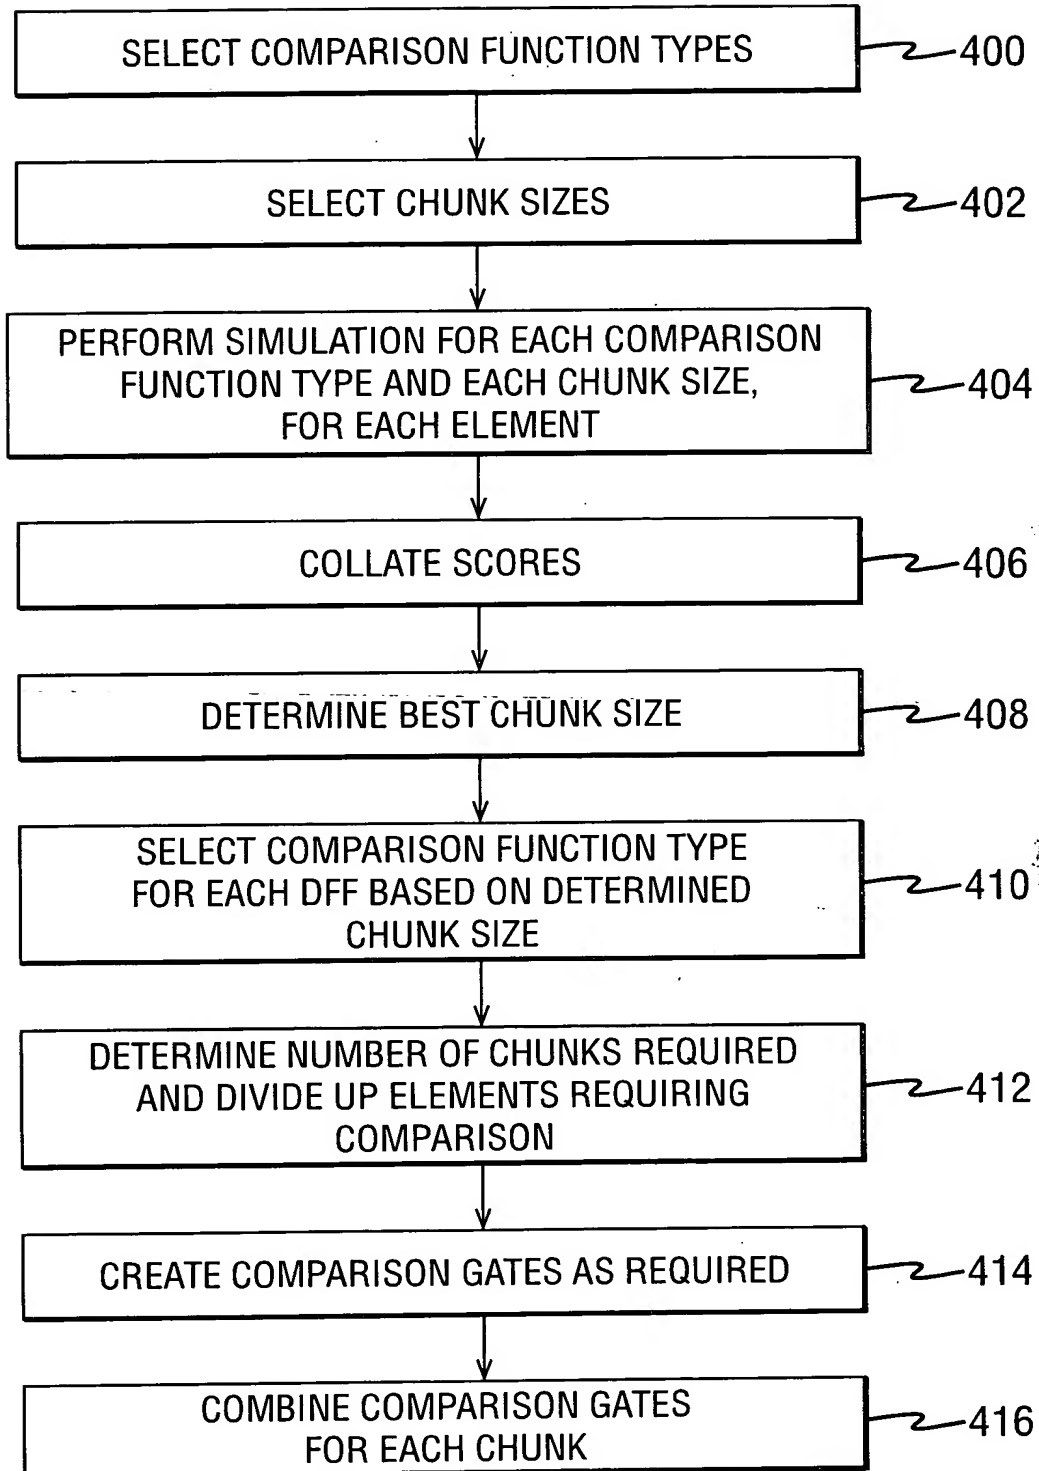 SELECT COMPARISON FUNCTION TYPES
400
SELECT CHUNK SIZES
402
PERFORM SIMULATION FOR EACH COMPARISON
FUNCTION TYPE AND EACH CHUNK SIZE,
FOR EACH ELEMENT
404
COLLATE SCORES
406
DETERMINE BEST CHUNK SIZE
408
SELECT COMPARISON FUNCTION TYPE
FOR EACH DFF BASED ON DETERMINED
CHUNK SIZE
410
DETERMINE NUMBER OF CHUNKS REQUIRED
AND DIVIDE UP ELEMENTS REQUIRING
COMPARISON
412
CREATE COMPARISON GATES AS REQUIRED
414
COMBINE COMPARISON GATES
FOR EACH CHUNK
416